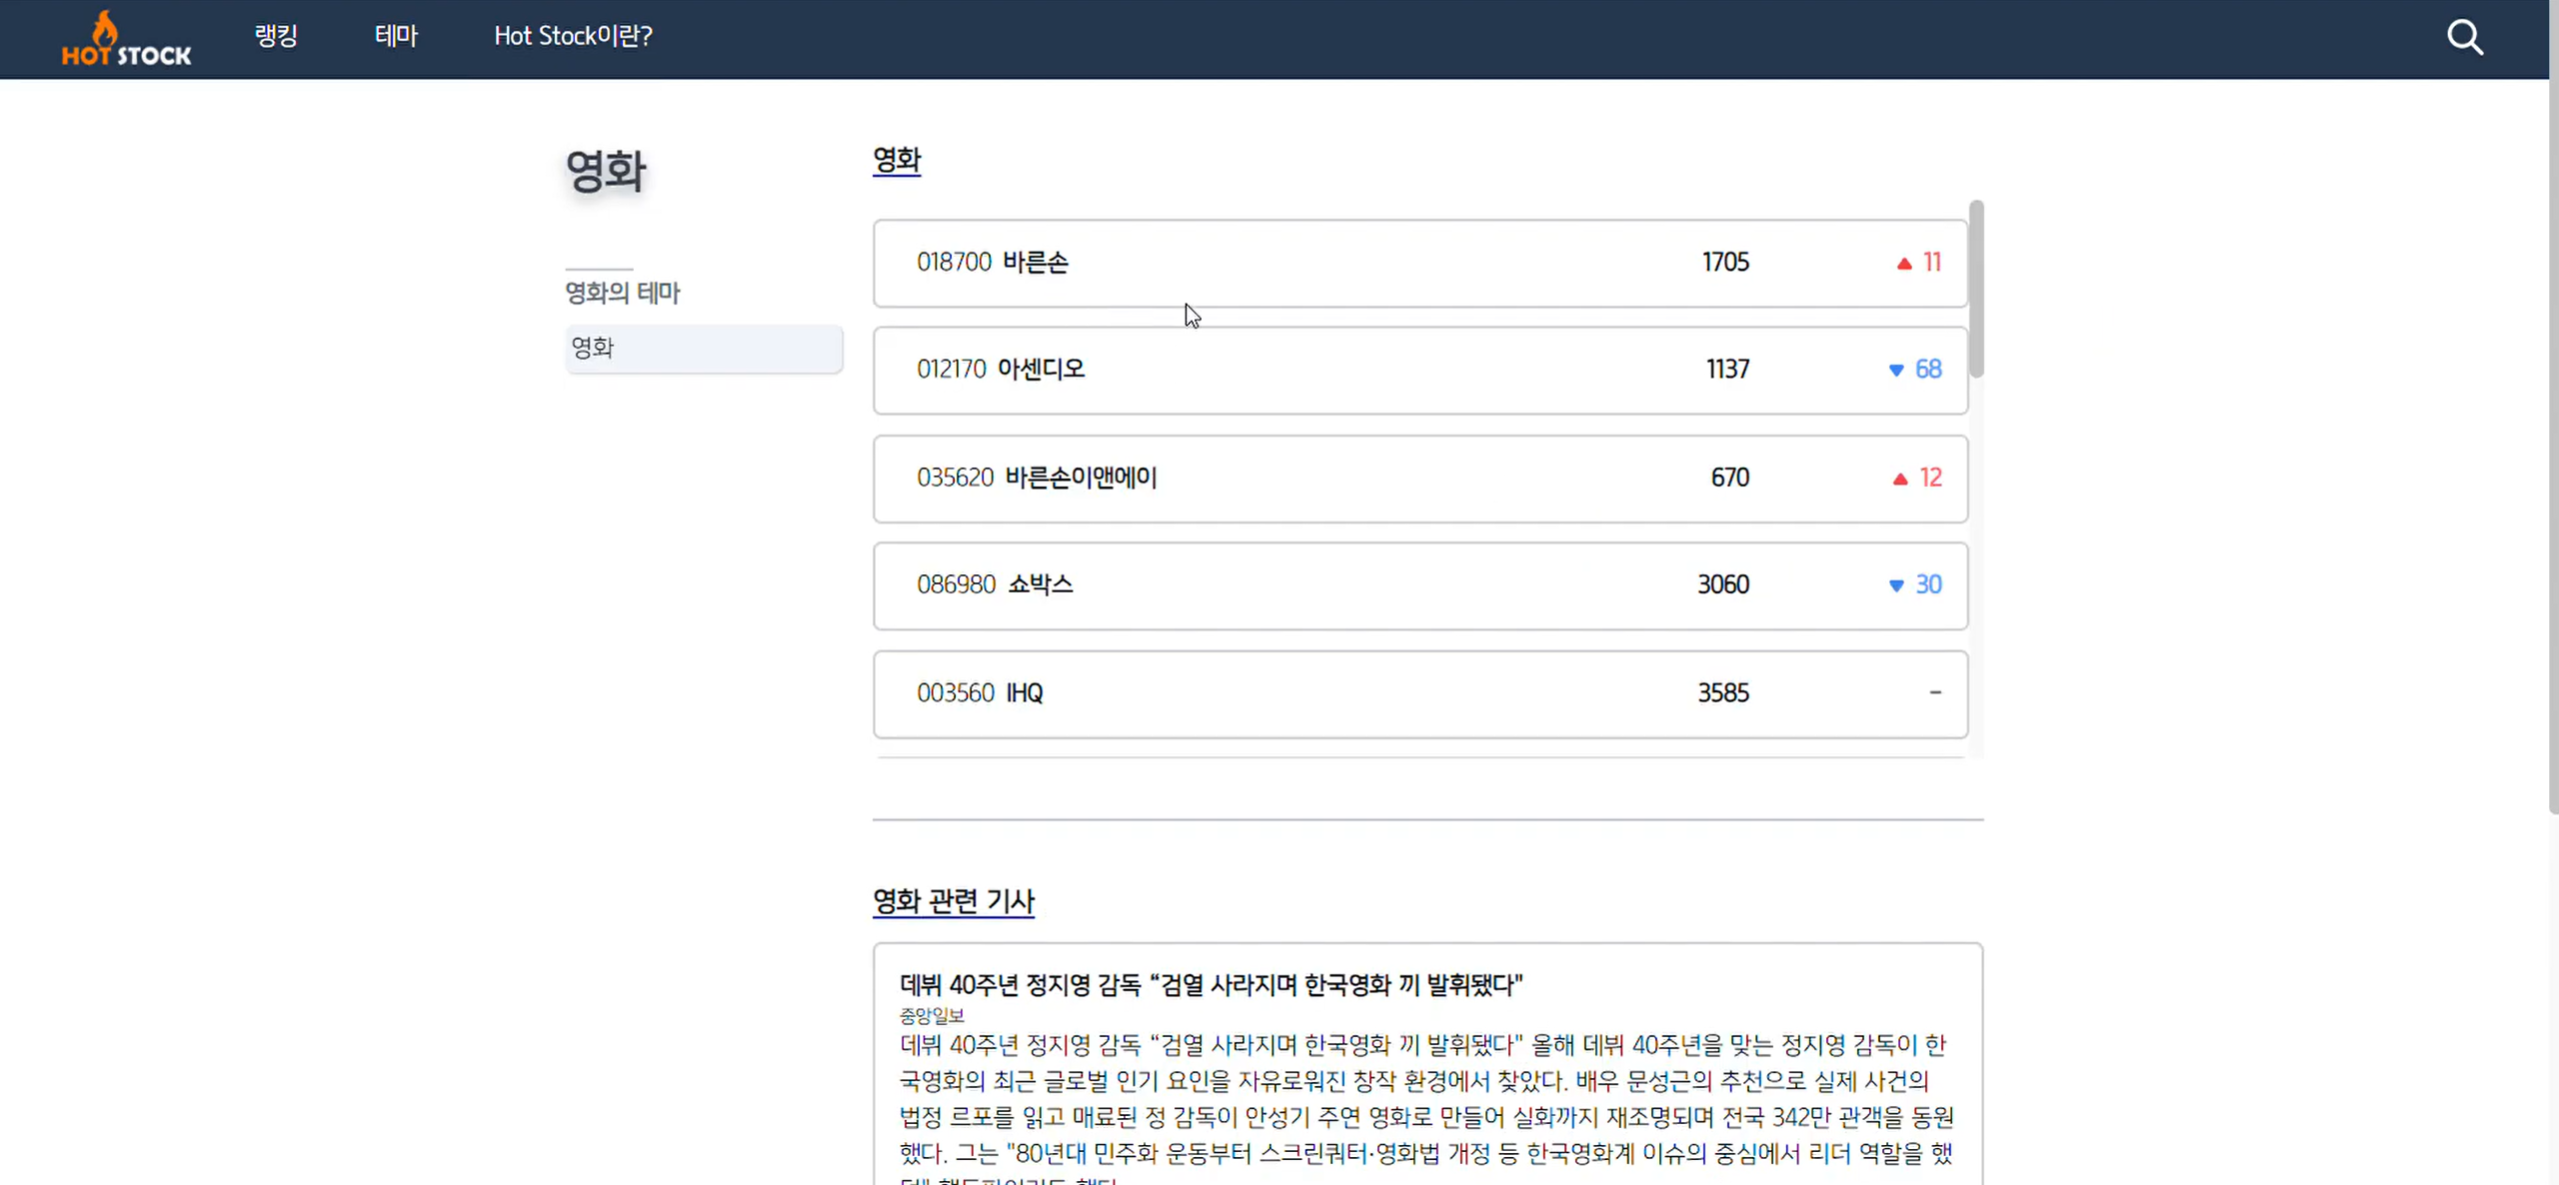 HOT STOCK 랭킹 테마 Hot Stock이란?
영화
영화의 테마
영화
영화
018700 바른손 1705 ▲ 11
012170 아센디오 1137 ▼ 68
035620 바른손이앤에이 670 ▲ 12
086980 쇼박스 3060 ▼ 30
003560 IHQ 3585 -
영화 관련 기사
데뷔 40주년 정지영 감독 “검열 사라지며 한국영화 끼 발휘됐다"
중앙일보
데뷔 40주년 정지영 감독 “검열 사라지며 한국영화 끼 발휘됐다" 올해 데뷔 40주년을 맞는 정지영 감독이 한
국영화의 최근 글로벌 인기 요인을 자유로워진 창작 환경에서 찾았다. 배우 문성근의 추천으로 실제 사건의
법정 르포를 읽고 매료된 정 감독이 안성기 주연 영화로 만들어 실화까지 재조명되며 전국 342만 관객을 동원
했다. 그는 "80년대 민주화 운동부터 스크린쿼터·영화법 개정 등 한국영화계 이슈의 중심에서 리더 역할을 했